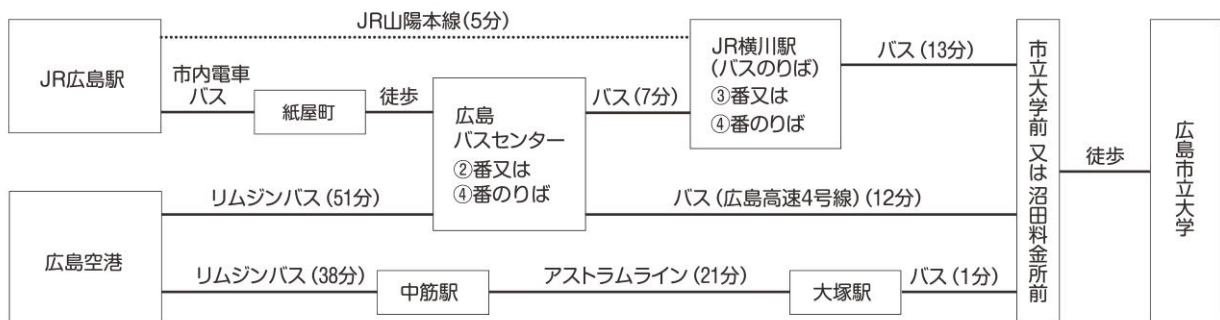 JR広島駅
JR山陽本線(5分)
市内電車
バス
紙屋町
徒歩
広島
バスセンター
②番又は
④番のりば
バス(7分)
JR横川駅
(バスのりば)
③番又は
④番のりば
バス(13分)
広島空港
リムジンバス(51分)
バス(広島高速4号線)(12分)
リムジンバス(38分)
中筋駅
アストラムライン(21分)
大塚駅
バス(1分)
市立大学前 又は 沼田料金所前
徒歩
広島市立大学